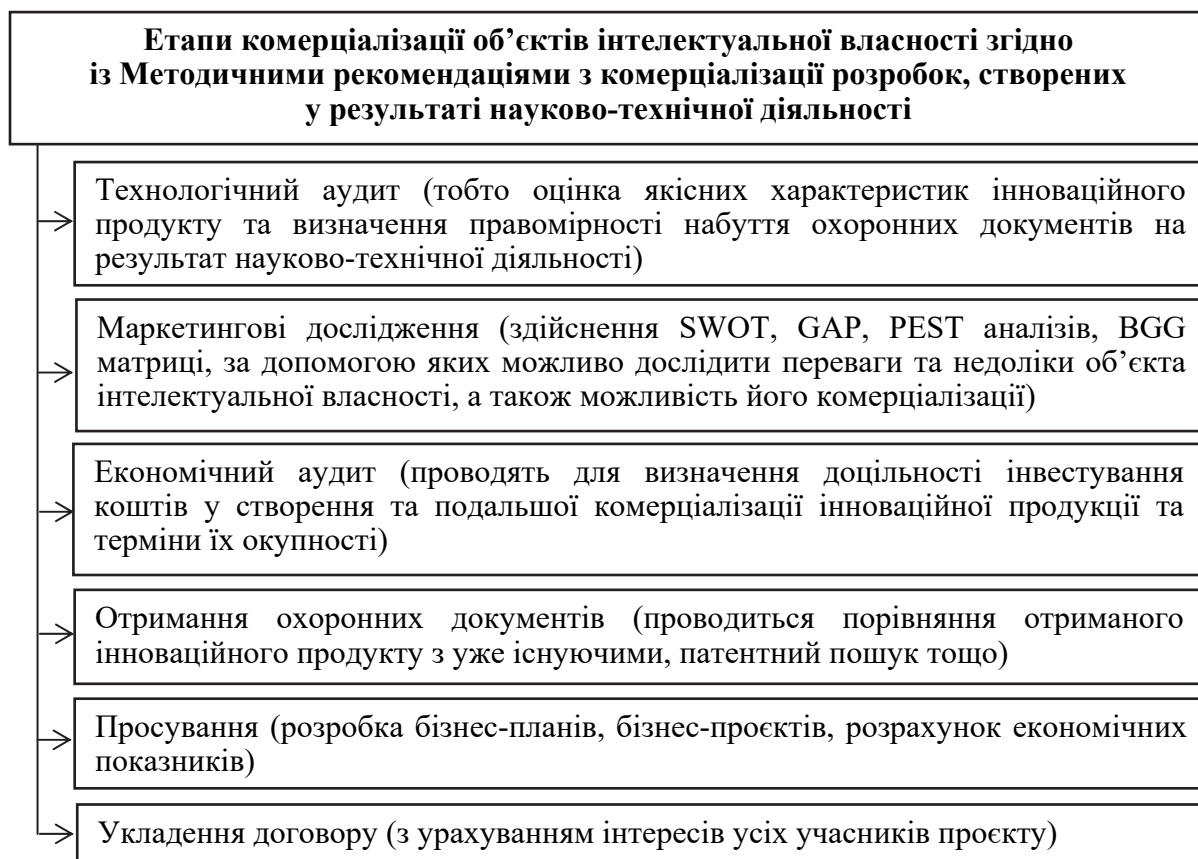 Етапи комерціалізації об’єктів інтелектуальної власності згідно
із Методичними рекомендаціями з комерціалізації розробок, створених
у результаті науково-технічної діяльності
Технологічний аудит (тобто оцінка якісних характеристик інноваційного
продукту та визначення правомірності набуття охоронних документів на
результат науково-технічної діяльності)
Маркетингові дослідження (здійснення SWOT, GAP, PEST аналізів, BGG
матриці, за допомогою яких можливо дослідити переваги та недоліки об’єкта
інтелектуальної власності, а також можливість його комерціалізації)
Економічний аудит (проводять для визначення доцільності інвестування
коштів у створення та подальшої комерціалізації інноваційної продукції та
терміни їх окупності)
Отримання охоронних документів (проводиться порівняння отриманого
інноваційного продукту з уже існуючими, патентний пошук тощо)
Просування (розробка бізнес-планів, бізнес-проєктів, розрахунок економічних
показників)
Укладення договору (з урахуванням інтересів усіх учасників проєкту)